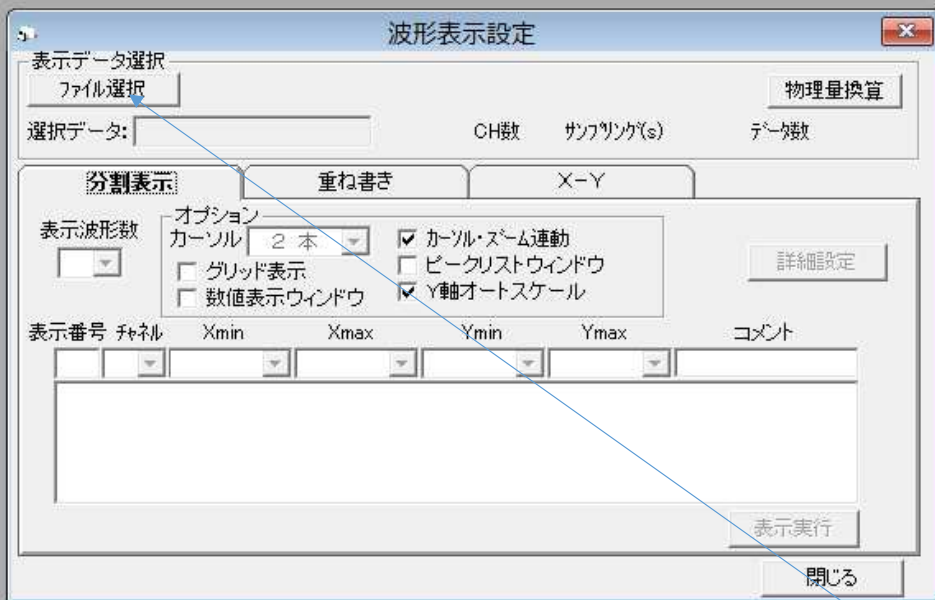 波形表示設定
表示データ選択
ファイル選択
物理量換算
選択データ: CH数 サンプリング(s) データ数
分割表示 重ね書き X-Y
表示波形数
オプション
カーソル 2 本
グリッド表示
数値表示ウィンドウ
カーソル・ズーム連動
ピークリストウィンドウ
Y軸オートスケール
詳細設定
表示番号 チャネル Xmin Xmax Ymin Ymax コメント
表示実行
閉じる